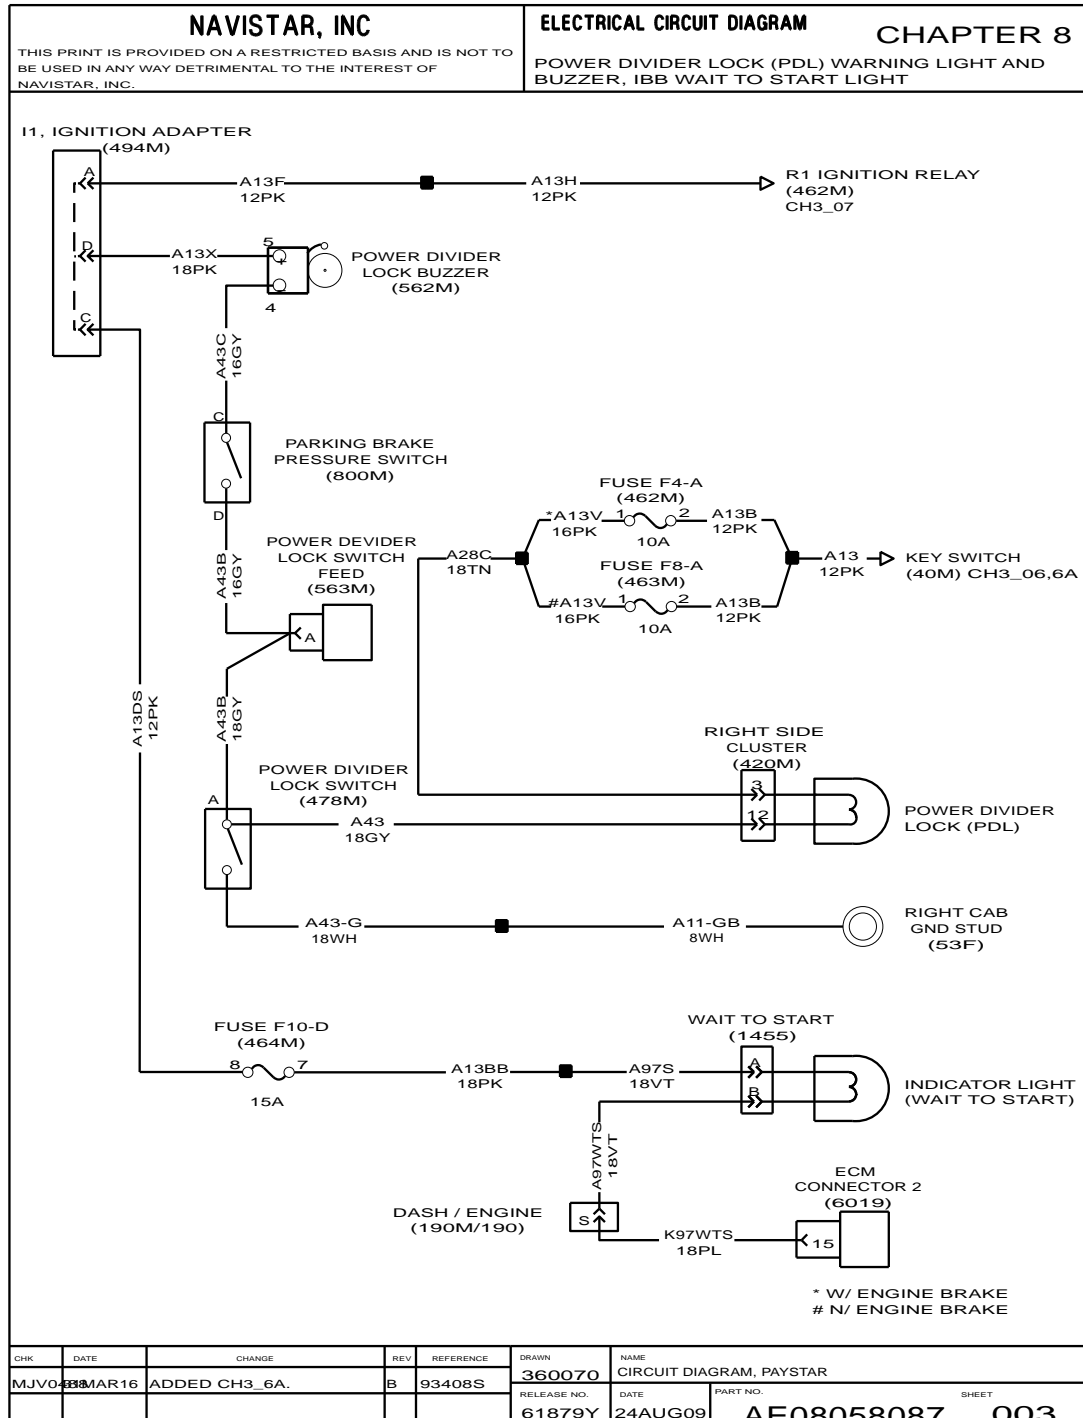 NAVISTAR, INC
THIS PRINT IS PROVIDED ON A RESTRICTED BASIS AND IS NOT TO
BE USED IN ANY WAY DETRIMENTAL TO THE INTEREST OF
NAVISTAR, INC.
ELECTRICAL CIRCUIT DIAGRAM
CHAPTER 8
POWER DIVIDER LOCK (PDL) WARNING LIGHT AND
BUZZER, IBB WAIT TO START LIGHT
I1, IGNITION ADAPTER
(494M)
A
A13F
12PK
A13H
12PK
R1 IGNITION RELAY
(462M)
CH3_07
D
A13X
18PK
5
+
-
4
POWER DIVIDER
LOCK BUZZER
(562M)
C
A43C
16GY
C
PARKING BRAKE
PRESSURE SWITCH
(800M)
D
A43B
16GY
POWER DEVIDER
LOCK SWITCH
FEED
(563M)
A
FUSE F4-A
(462M)
*A13V
16PK
1
2
10A
A13B
12PK
A28C
18TN
FUSE F8-A
(463M)
#A13V
16PK
1
2
10A
A13B
12PK
A13
12PK
KEY SWITCH
(40M) CH3_06,6A
A13DS
12PK
A43B
18GY
POWER DIVIDER
LOCK SWITCH
(478M)
A
A43
18GY
RIGHT SIDE
CLUSTER
(420M)
3
12
POWER DIVIDER
LOCK (PDL)
A43-G
18WH
A11-GB
8WH
RIGHT CAB
GND STUD
(53F)
FUSE F10-D
(464M)
8
7
15A
A13BB
18PK
A97S
18VT
WAIT TO START
(1455)
A
B
INDICATOR LIGHT
(WAIT TO START)
A97WTS
18VT
DASH / ENGINE
(190M/190)
S
K97WTS
18PL
ECM
CONNECTOR 2
(6019)
15
* W/ ENGINE BRAKE
# N/ ENGINE BRAKE
CHK
DATE
CHANGE
REV
REFERENCE
MAR16
ADDED CH3_6A.
B
93408S
DRAWN
360070
NAME
CIRCUIT DIAGRAM, PAYSTAR
RELEASE NO.
61879Y
DATE
24AUG09
PART NO.
AE08058087
SHEET
003